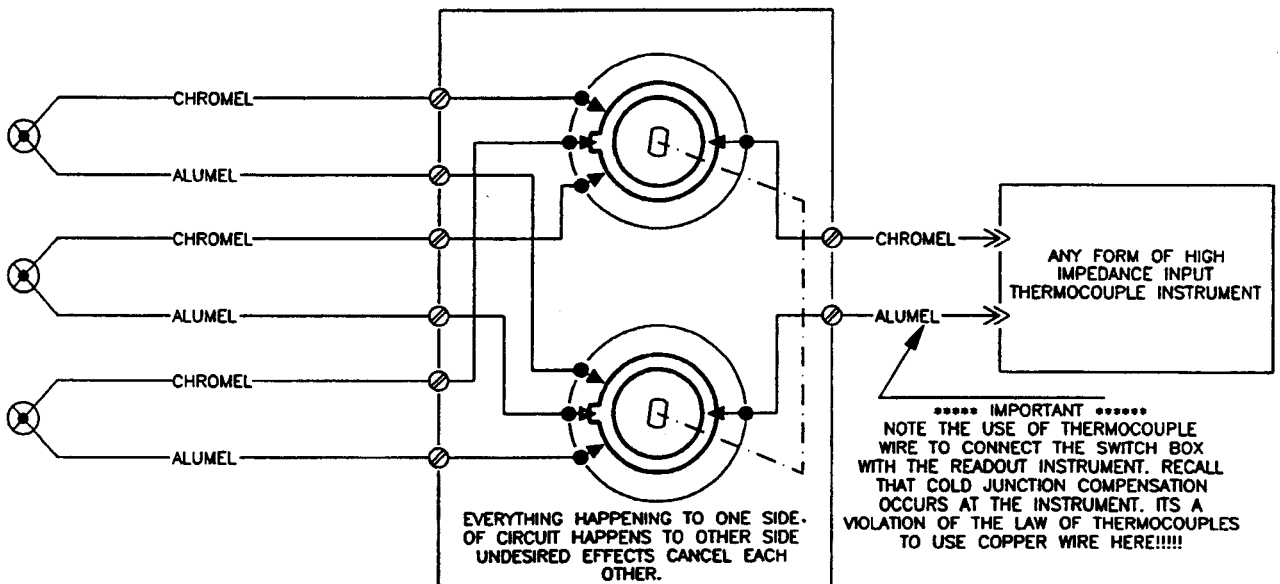 CHROMEL
ALUMEL
CHROMEL
ALUMEL
CHROMEL
ALUMEL
CHROMEL
ALUMEL
ANY FORM OF HIGH
IMPEDANCE INPUT
THERMOCOUPLE INSTRUMENT
EVERYTHING HAPPENING TO ONE SIDE.
OF CIRCUIT HAPPENS TO OTHER SIDE
UNDESIRED EFFECTS CANCEL EACH
OTHER.
***** IMPORTANT ******
NOTE THE USE OF THERMOCOUPLE
WIRE TO CONNECT THE SWITCH BOX
WITH THE READOUT INSTRUMENT. RECALL
THAT COLD JUNCTION COMPENSATION
OCCURS AT THE INSTRUMENT. ITS A
VIOLATION OF THE LAW OF THERMOCOUPLES
TO USE COPPER WIRE HERE!!!!!